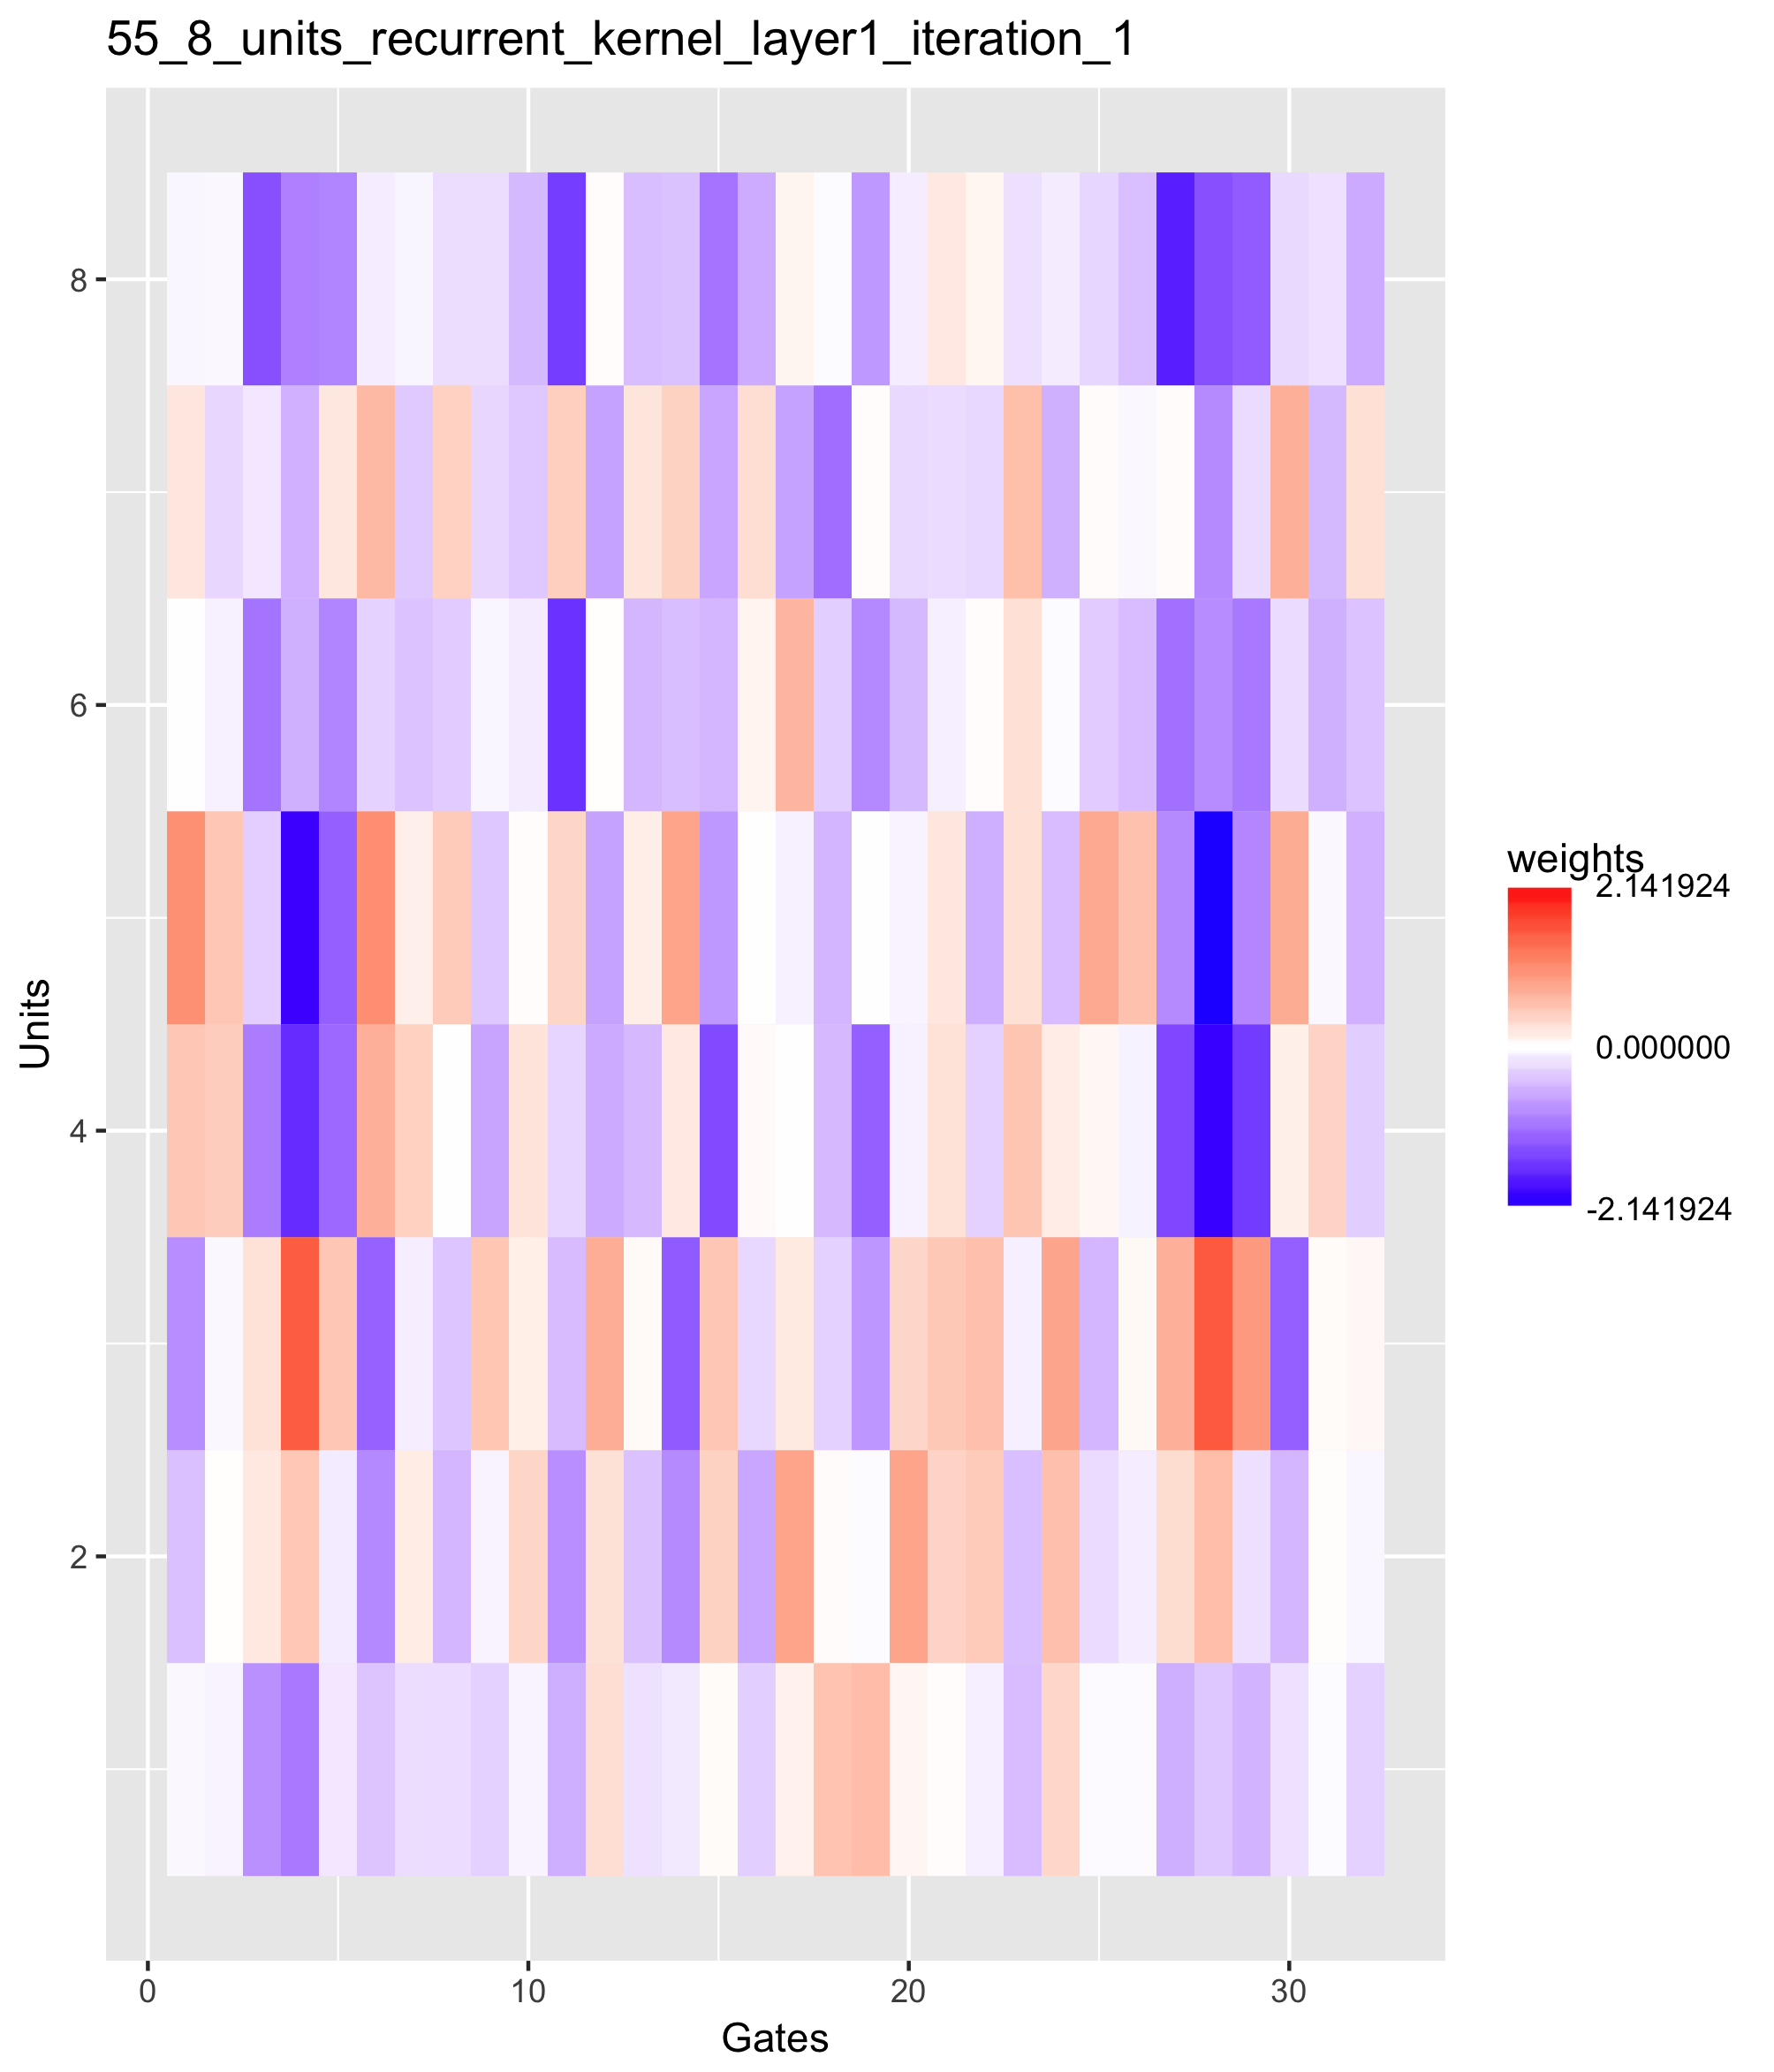 55_8_units_recurrent_kernel_layer1_iteration_1
8
6
4
2
Units
0 10 20 30
Gates
weights
2.141924
0.000000
-2.141924